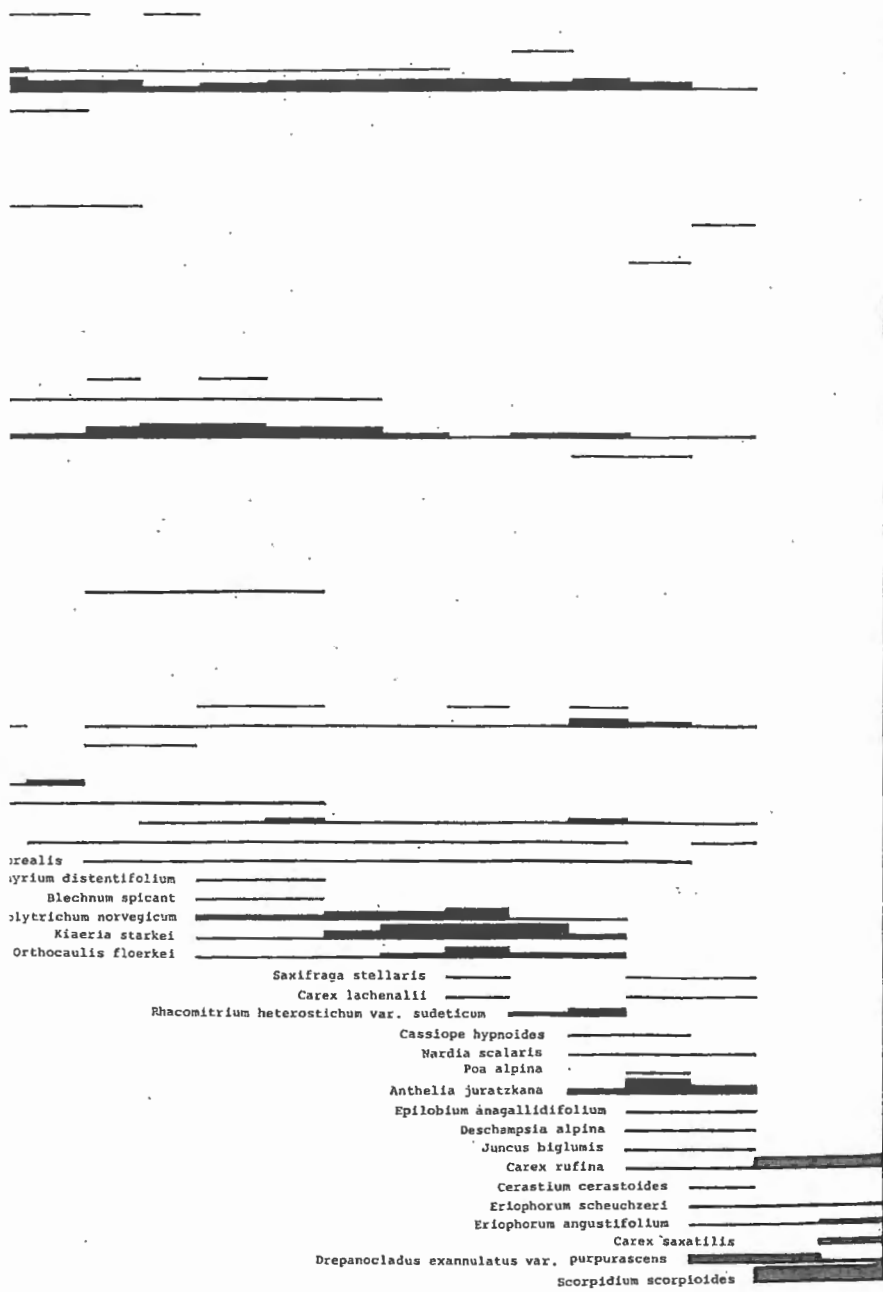 orealis
yrium distentifolium
Blechnum spicant
olytrichum norvegicum
Kiaeria starkei
Orthocaulis floerkei
Saxifraga stellaris
Carex lachenalii
Rhacomitrium heterostichum var. sudeticum
Cassiope hypnoides
Nardia scalaris
Poa alpina
Anthelia juratzkana
Epilobium anagallidifolium
Deschampsia alpina
Juncus biglumis
Carex rufina
Cerastium cerastoides
Eriophorum scheuchzeri
Eriophorum angustifolium
Carex saxatilis
Drepanocladus exannulatus var. purpurascens
Scorpidium scorpioides